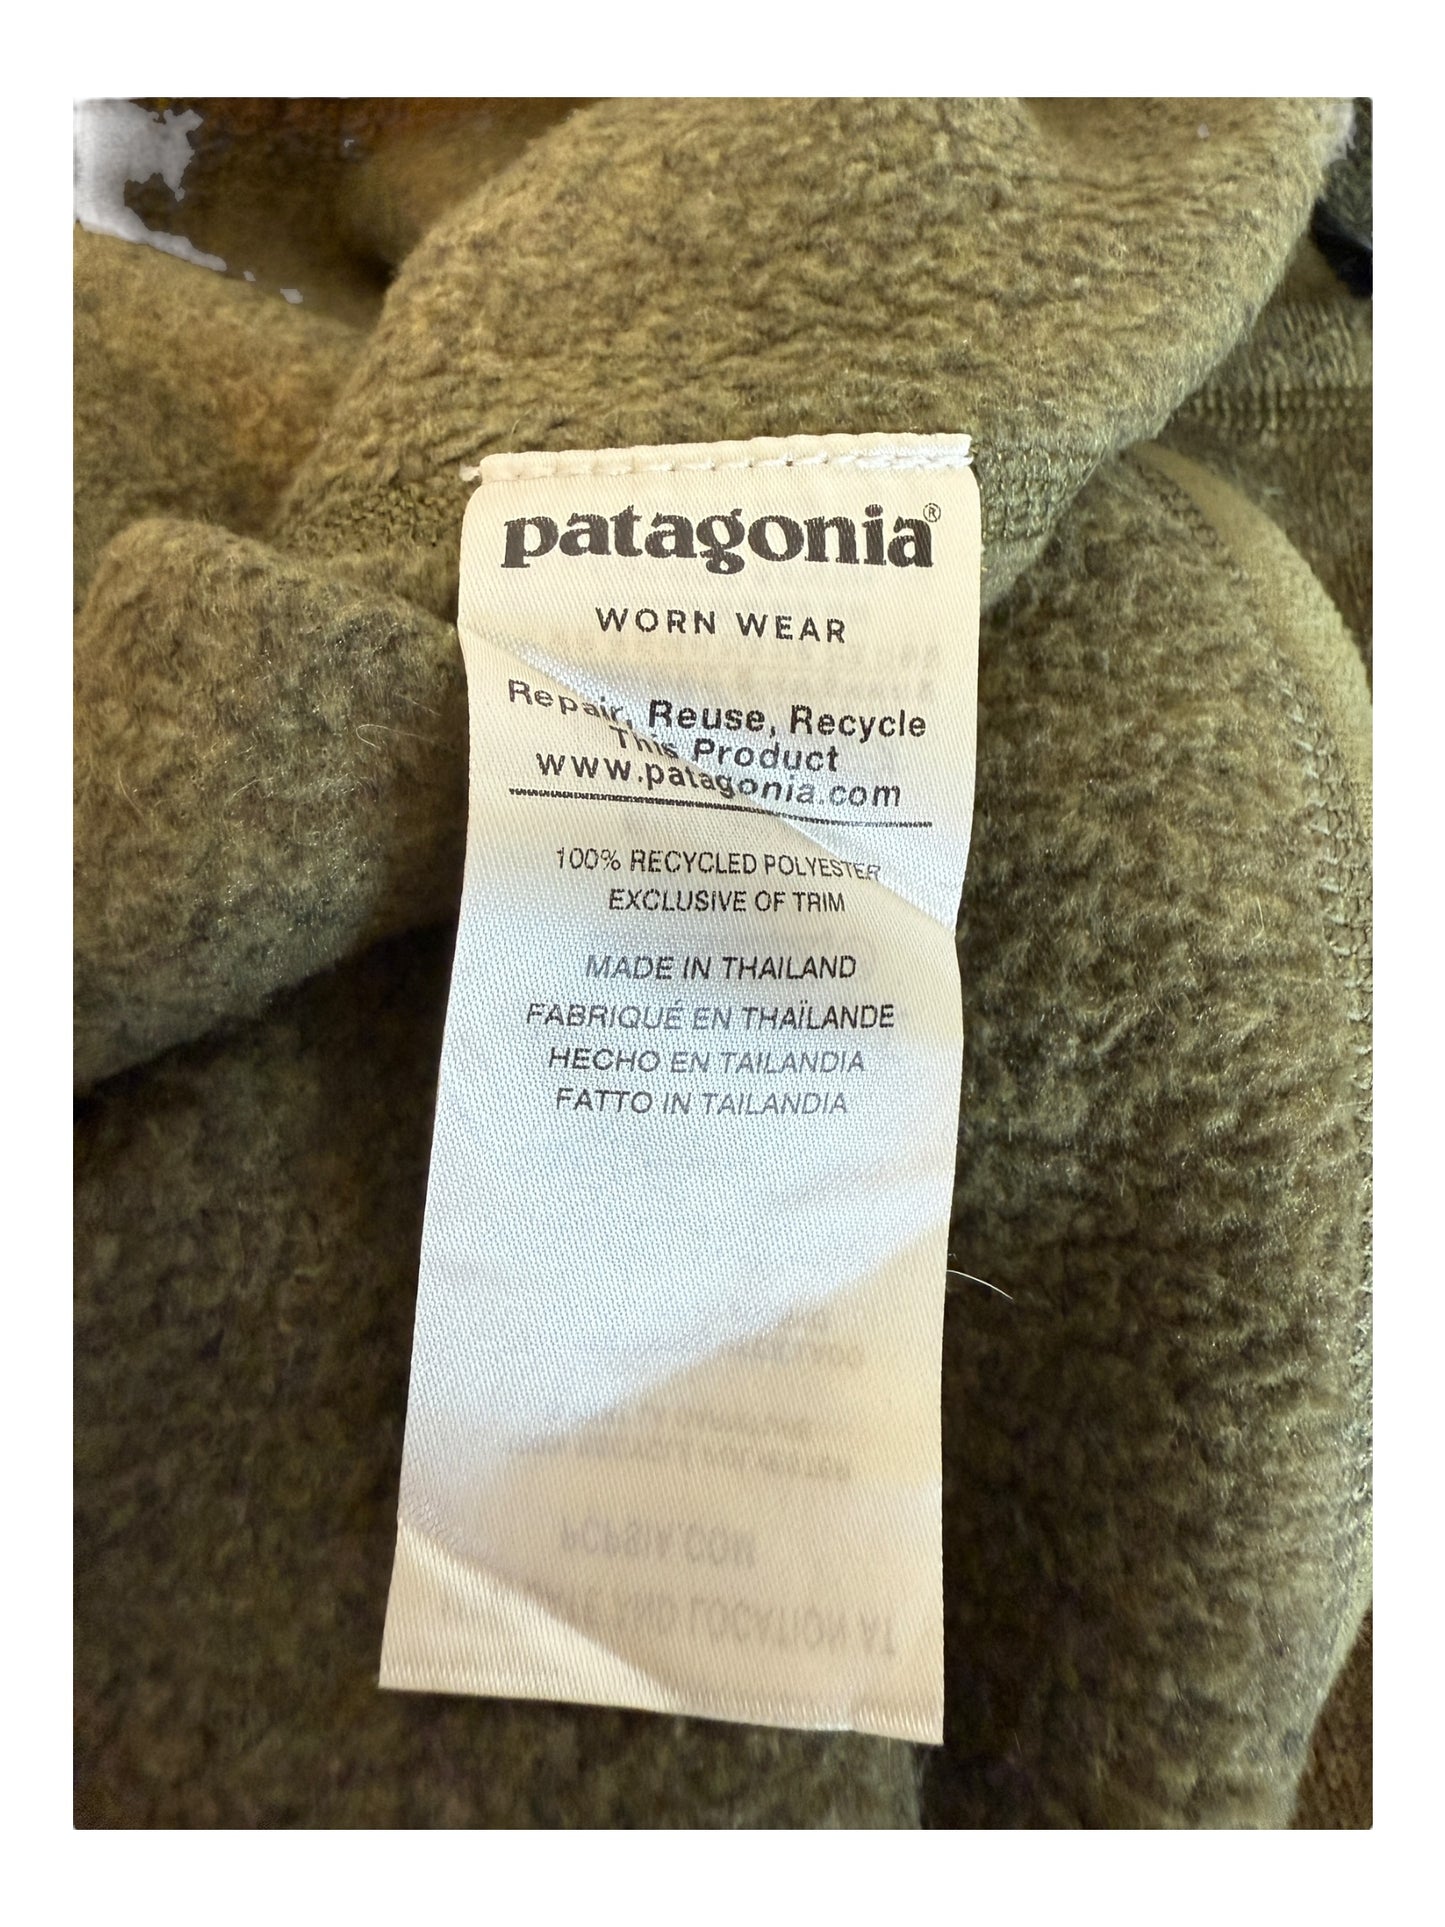 patagonia®
WORN WEAR
Repair, Reuse, Recycle
This Product
www.patagonia.com
100% RECYCLED POLYESTER
EXCLUSIVE OF TRIM
MADE IN THAILAND
FABRIQUÉ EN THAÏLANDE
HECHO EN TAILANDIA
FATTO IN TAILANDIA